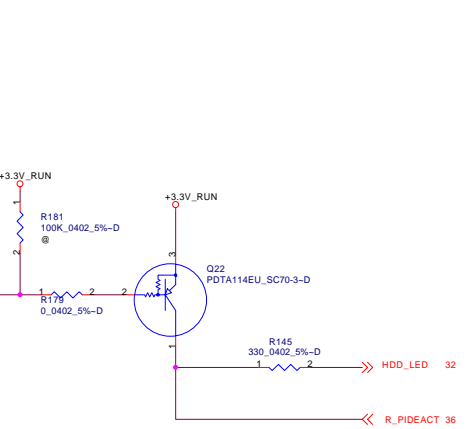 +3.3V_RUN
+3.3V_RUN
1
R181
100K_0402_5%~D
@
2
3
Q22
PDTA114EU_SC70-3~D
1
2
2
R179
0_0402_5%~D
1
R145
330_0402_5%~D
1
2
HDD_LED 32
R_PIDEACT 36